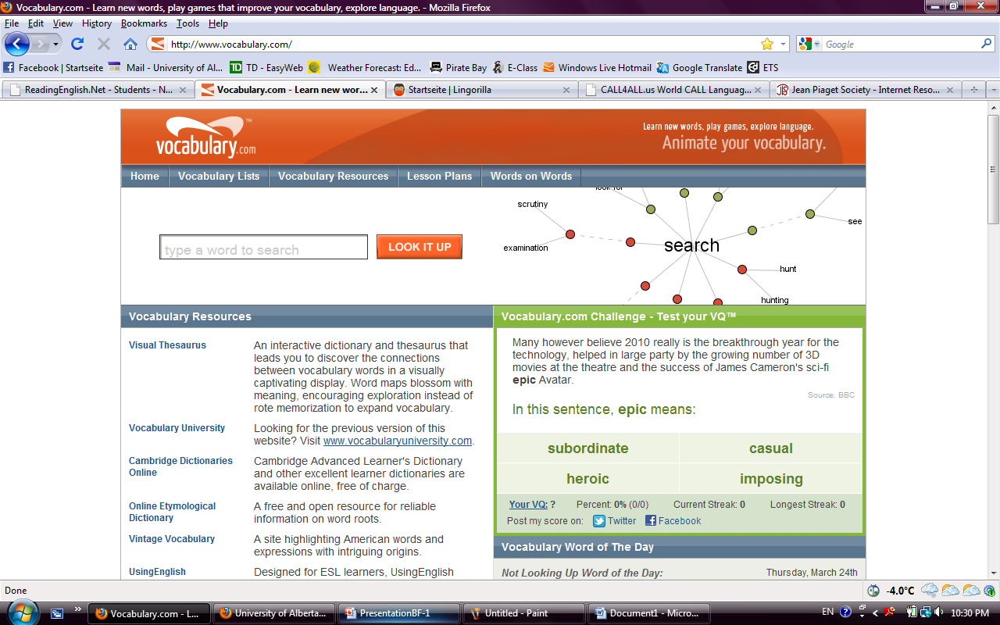 Vocabulary.com - Learn new words, play games that improve your vocabulary, explore language. - Mozilla Firefox
File Edit View History Bookmarks Tools Help
http://www.vocabulary.com/
Google
Facebook | Startseite Mail - University of Al... TD - EasyWeb Weather Forecast: Ed... Pirate Bay E-Class Windows Live Hotmail Google Translate ETS
ReadingEnglish.Net - Students - N... Vocabulary.com - Learn new wor... Startseite | Lingorilla CALL4ALL.us World CALL Languag... Jean Piaget Society - Internet Reso...
vocabulary.com™
Learn new words, play games, explore language.
Animate your vocabulary.
Home Vocabulary Lists Vocabulary Resources Lesson Plans Words on Words
look for
scrutiny
see
examination
search
hunt
hunting
type a word to search
LOOK IT UP
Vocabulary Resources
Visual Thesaurus
An interactive dictionary and thesaurus that
leads you to discover the connections
between vocabulary words in a visually
captivating display. Word maps blossom with
meaning, encouraging exploration instead of
rote memorization to expand vocabulary.
Vocabulary University
Looking for the previous version of this
website? Visit www.vocabularyuniversity.com.
Cambridge Dictionaries
Online
Cambridge Advanced Learner's Dictionary
and other excellent learner dictionaries are
available online, free of charge.
Online Etymological
Dictionary
A free and open resource for reliable
information on word roots.
Vintage Vocabulary
A site highlighting American words and
expressions with intriguing origins.
UsingEnglish
Designed for ESL learners, UsingEnglish
Vocabulary.com Challenge - Test your VQ™
Many however believe 2010 really is the breakthrough year for the
technology, helped in large party by the growing number of 3D
movies at the theatre and the success of James Cameron's sci-fi
epic Avatar.
Source: BBC
In this sentence, epic means:
subordinate casual
heroic imposing
Your VQ: ? Percent: 0% (0/0) Current Streak: 0 Longest Streak: 0
Post my score on: Twitter Facebook
Vocabulary Word of The Day
Not Looking Up Word of the Day: Thursday, March 24th
Done
-4.0°C
Vocabulary.com - L... University of Alberta... PresentationBF-1 Untitled - Paint Document1 - Micro...
EN
10:30 PM